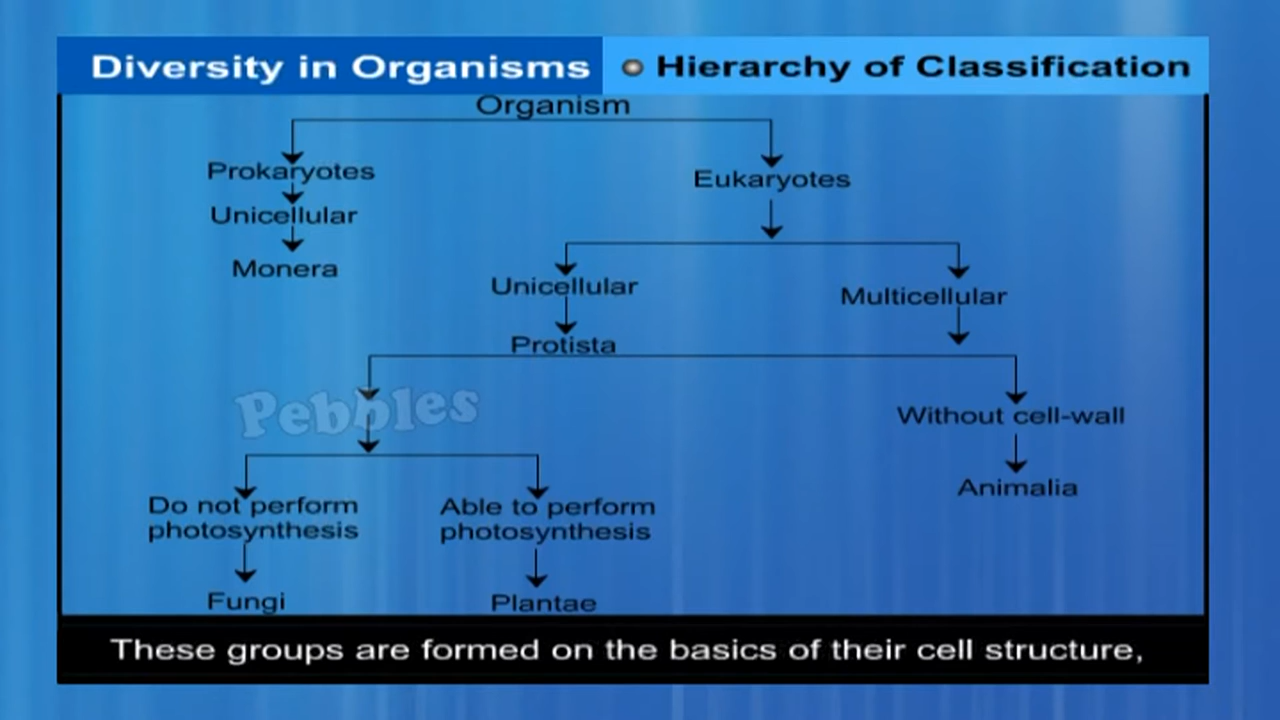 Diversity in Organisms
Hierarchy of Classification
Organism
Prokaryotes
Eukaryotes
Unicellular
Monera
Unicellular
Multicellular
Protista
Pebbles
Without cell-wall
Animalia
Do not perform
photosynthesis
Able to perform
photosynthesis
Fungi
Plantae
These groups are formed on the basics of their cell structure,